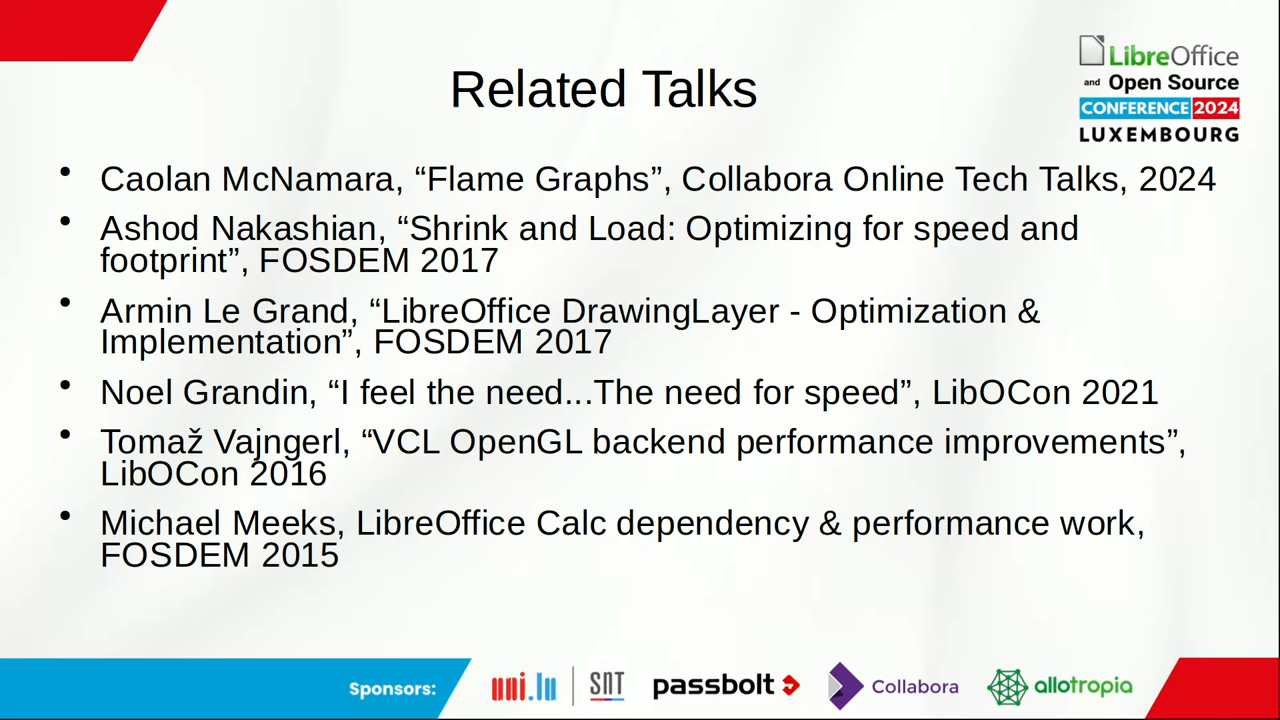 LibreOffice
and Open Source
CONFERENCE 2024
LUXEMBOURG
Related Talks
• Caolan McNamara, “Flame Graphs”, Collabora Online Tech Talks, 2024
• Ashod Nakashian, “Shrink and Load: Optimizing for speed and
footprint”, FOSDEM 2017
• Armin Le Grand, “LibreOffice DrawingLayer - Optimization &
Implementation”, FOSDEM 2017
• Noel Grandin, “I feel the need...The need for speed”, LibOCon 2021
• Tomaž Vajngerl, “VCL OpenGL backend performance improvements”,
LibOCon 2016
• Michael Meeks, LibreOffice Calc dependency & performance work,
FOSDEM 2015
Sponsors: uni.lu SNT passbolt Collabora allotropia